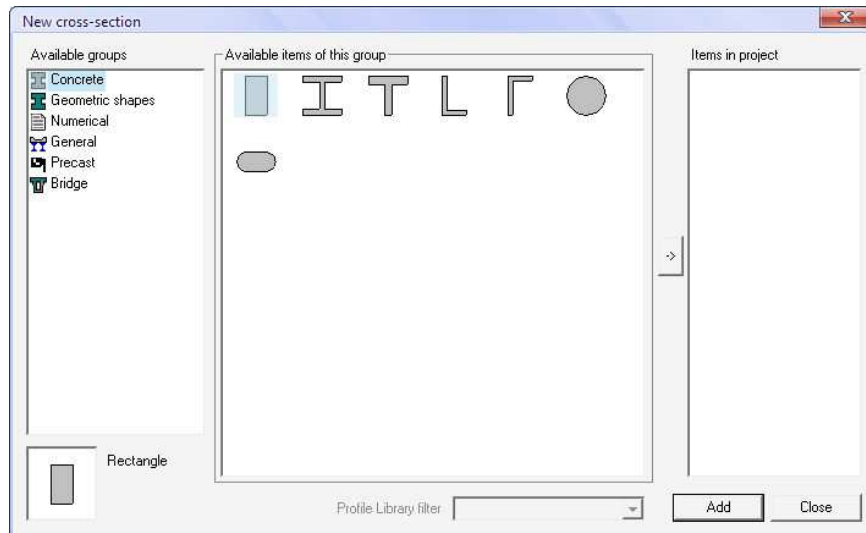 New cross-section
Available groups
Concrete
Geometric shapes
Numerical
General
Precast
Bridge
Available items of this group
Items in project
->
Rectangle
Profile Library filter
Add
Close